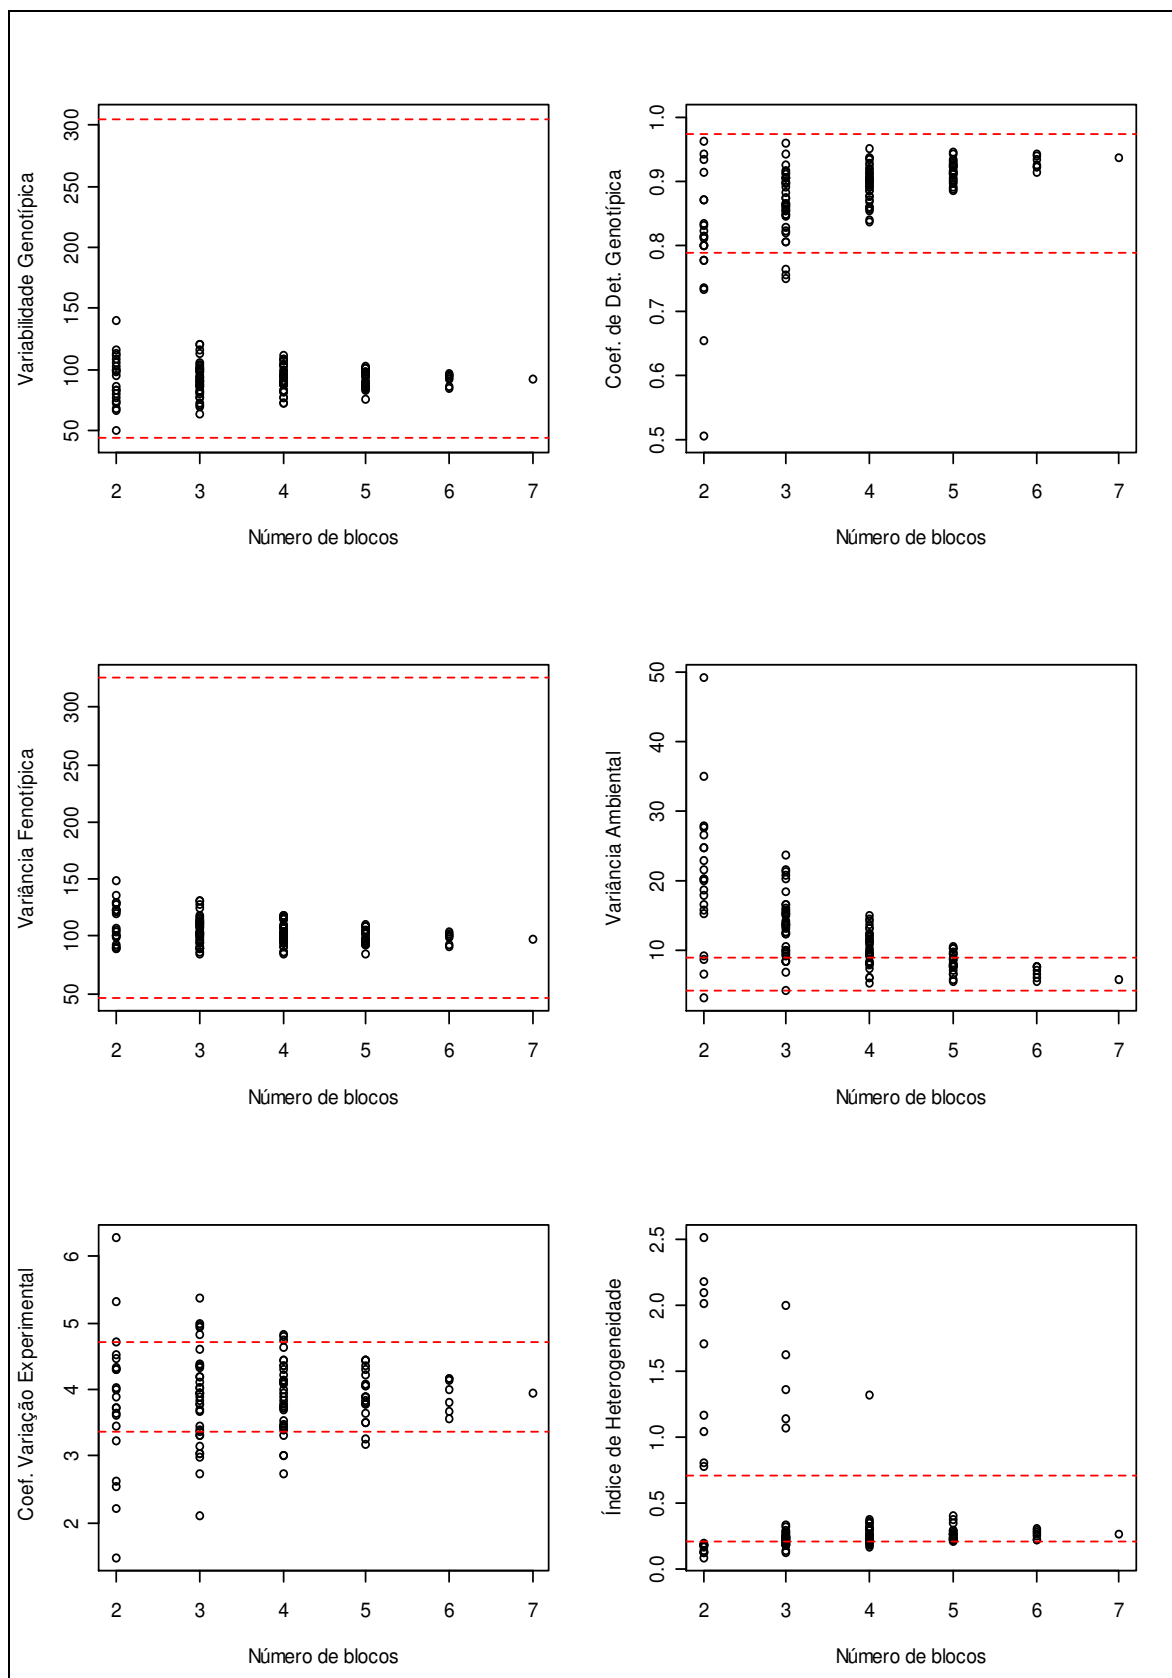 Variabilidade Genotípica
50 100 150 200 250 300
2 3 4 5 6 7
Número de blocos
Coef. de Det. Genotípica
0.5 0.6 0.7 0.8 0.9 1.0
2 3 4 5 6 7
Número de blocos
Variância Fenotípica
50 100 150 200 250 300
2 3 4 5 6 7
Número de blocos
Variância Ambiental
10 20 30 40 50
2 3 4 5 6 7
Número de blocos
Coef. Variação Experimental
2 3 4 5 6
2 3 4 5 6 7
Número de blocos
Índice de Heterogeneidade
0.0 0.5 1.0 1.5 2.0 2.5
2 3 4 5 6 7
Número de blocos